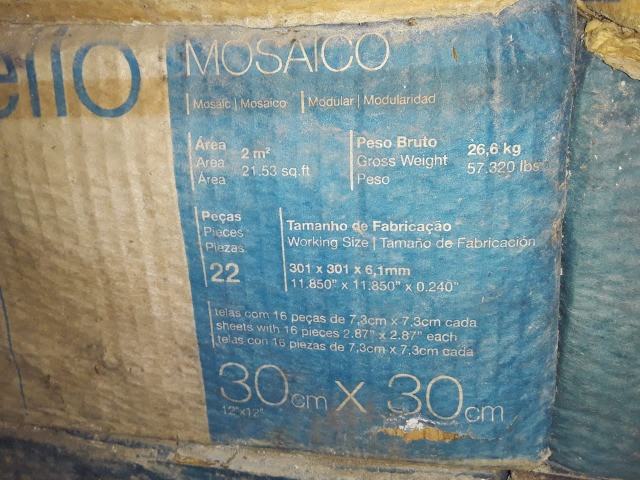 MOSAICO
Mosaic | Mosaico | Modular | Modularidad
Área
Area
Área
2 m²
21.53 sq.ft
Peso Bruto
Gross Weight
Peso
26,6 kg
57.320 lbs
Peças
Pieces
Piezas
22
Tamanho de Fabricação
Working Size | Tamaño de Fabricación
301 x 301 x 6,1mm
11.850" x 11.850" x 0.240"
telas com 16 peças de 7,3cm x 7,3cm cada
sheets with 16 pieces 2.87" x 2.87" each
telas con 16 piezas de 7,3cm x 7,3cm cada
30cm x 30cm
12"x12"